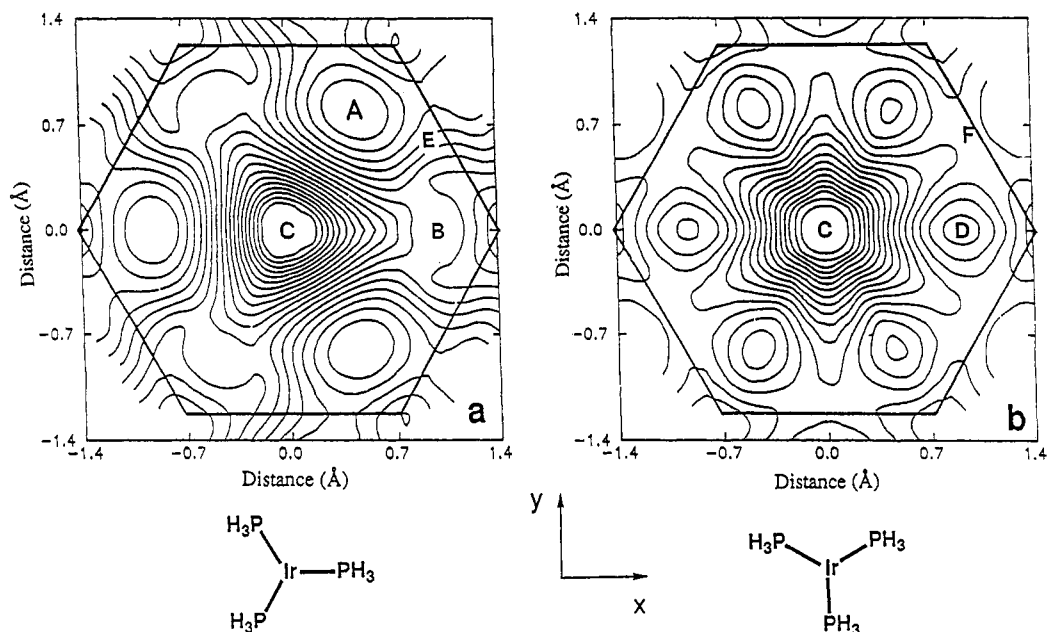 1.4
0.7
0.0
-0.7
-1.4
Distance (Å)
A
E
C
B
a
-1.4
-0.7
0.0
0.7
1.4
Distance (Å)
1.4
0.7
0.0
-0.7
-1.4
Distance (Å)
F
C
D
b
-1.4
-0.7
0.0
0.7
1.4
Distance (Å)
H₃P
Ir
PH₃
H₃P
y
x
H₃P
Ir
PH₃
PH₃